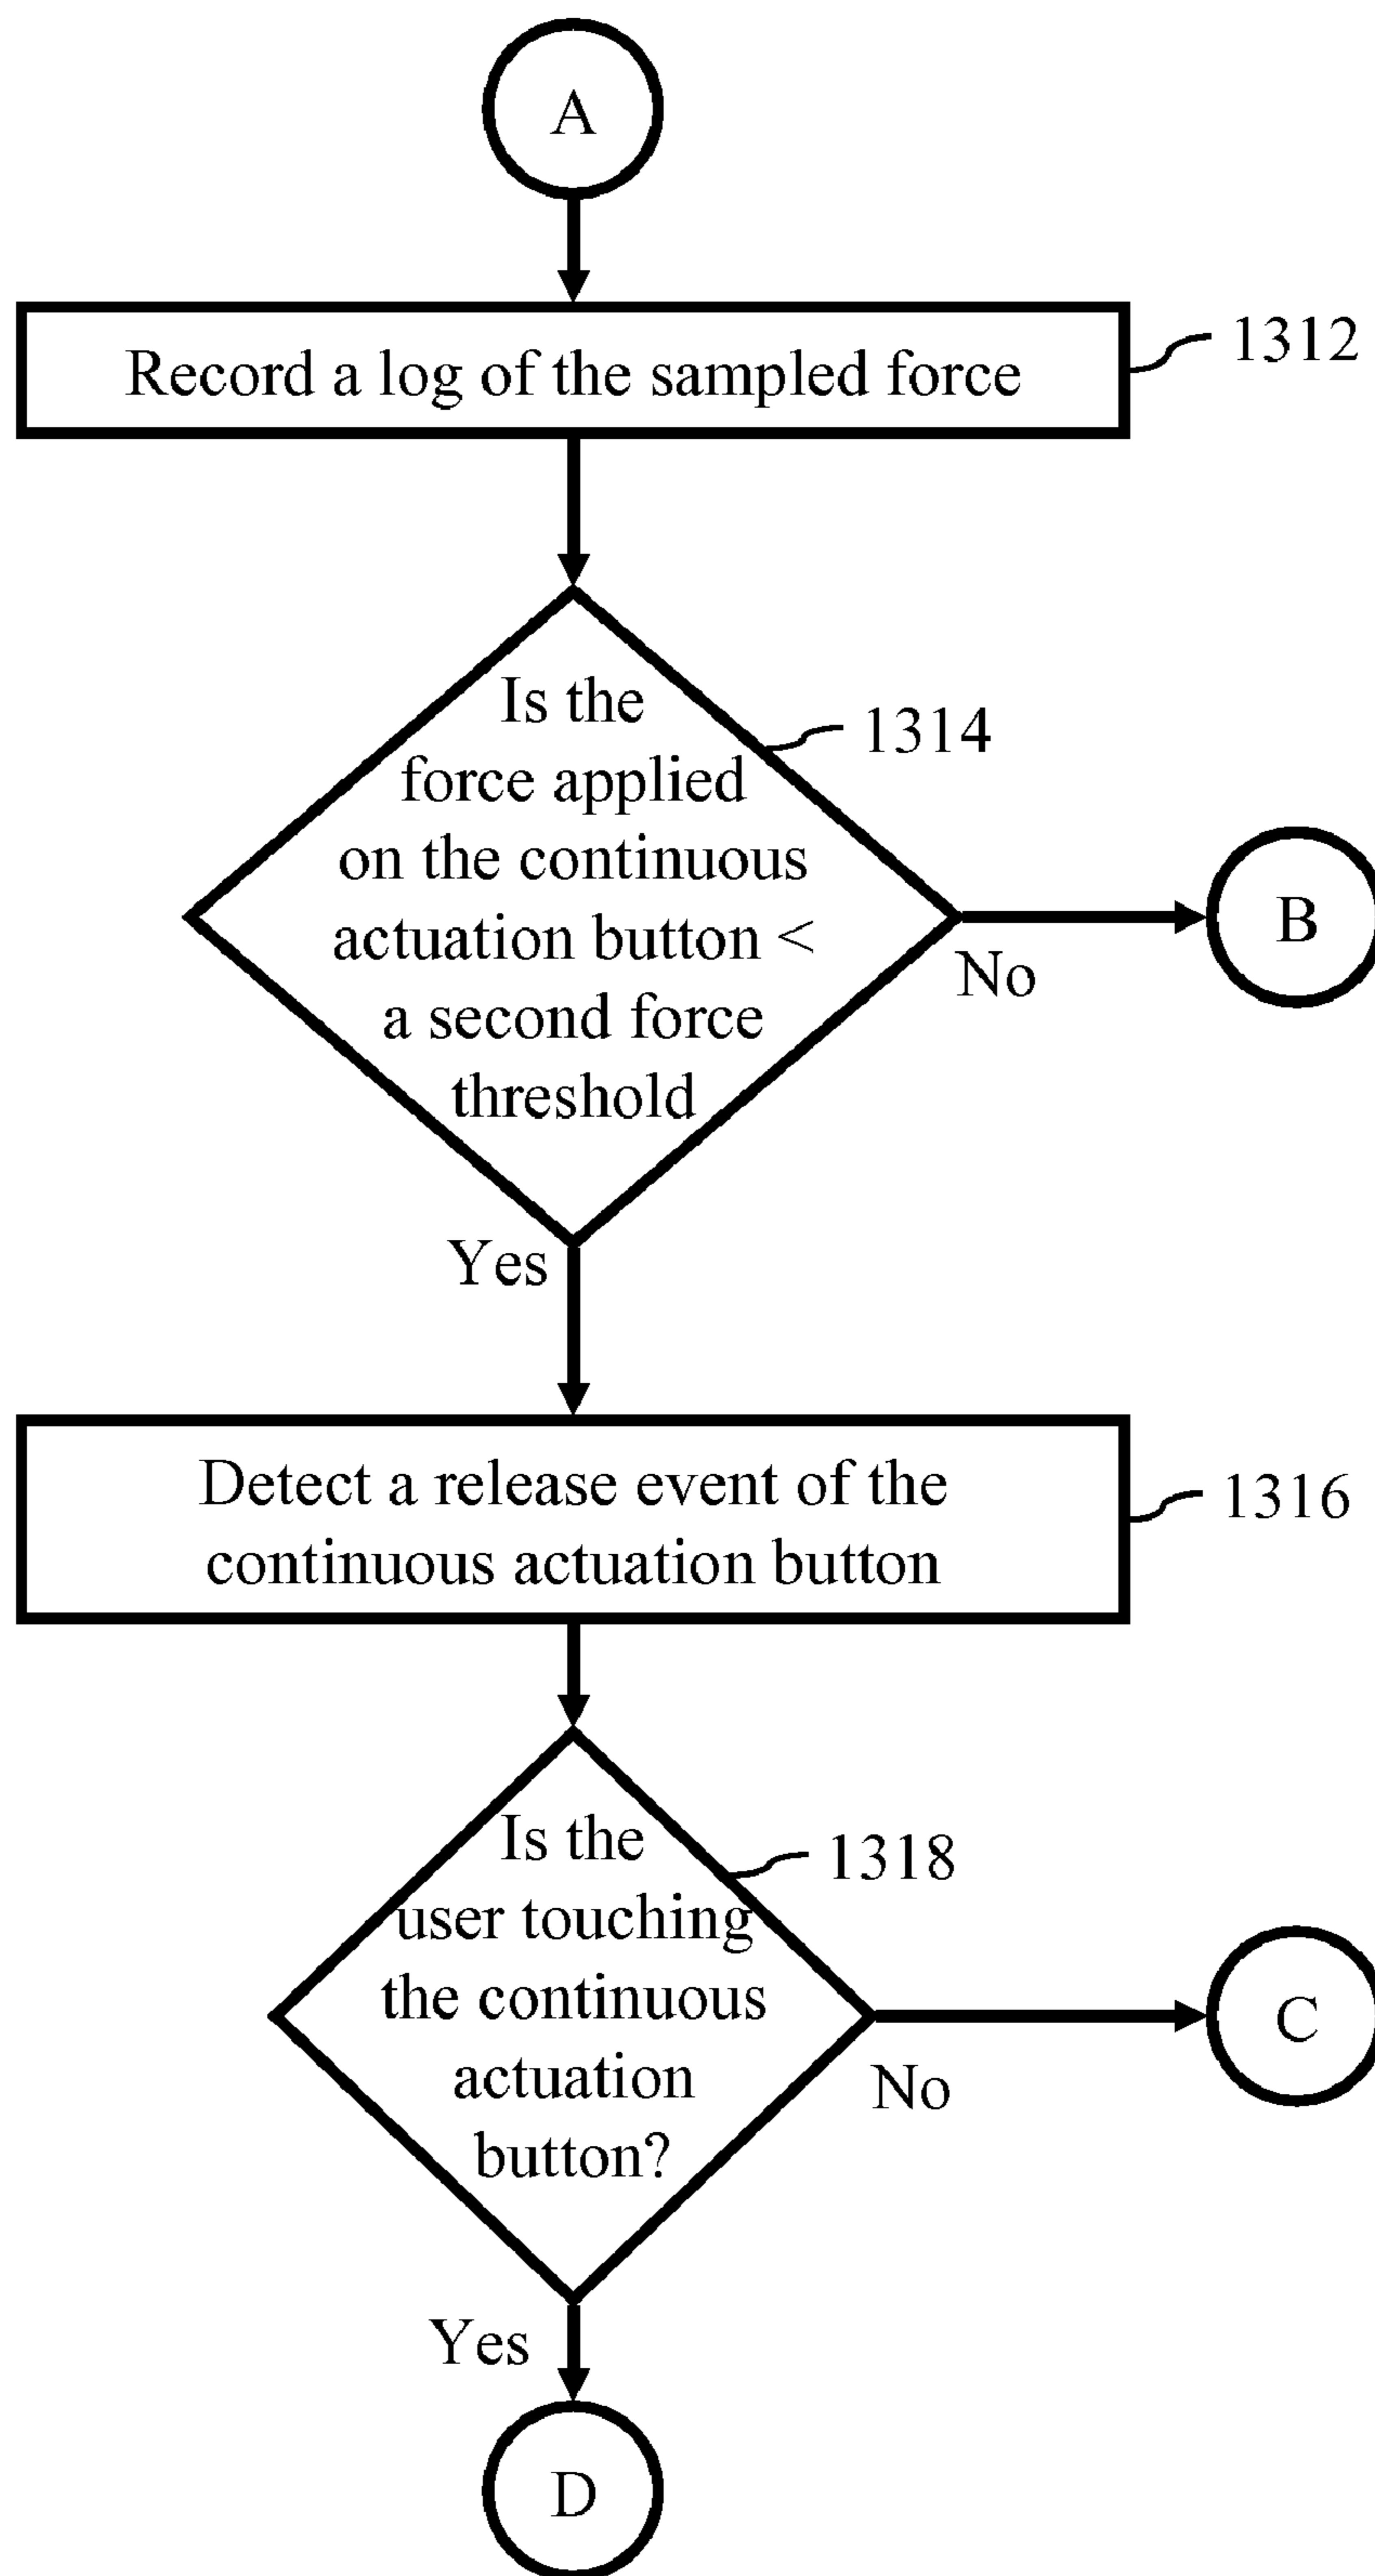 A
Record a log of the sampled force
1312
Is the
force applied
on the continuous
actuation button <
a second force
threshold
1314
No
B
Yes
Detect a release event of the
continuous actuation button
1316
Is the
user touching
the continuous
actuation
button?
1318
No
C
Yes
D